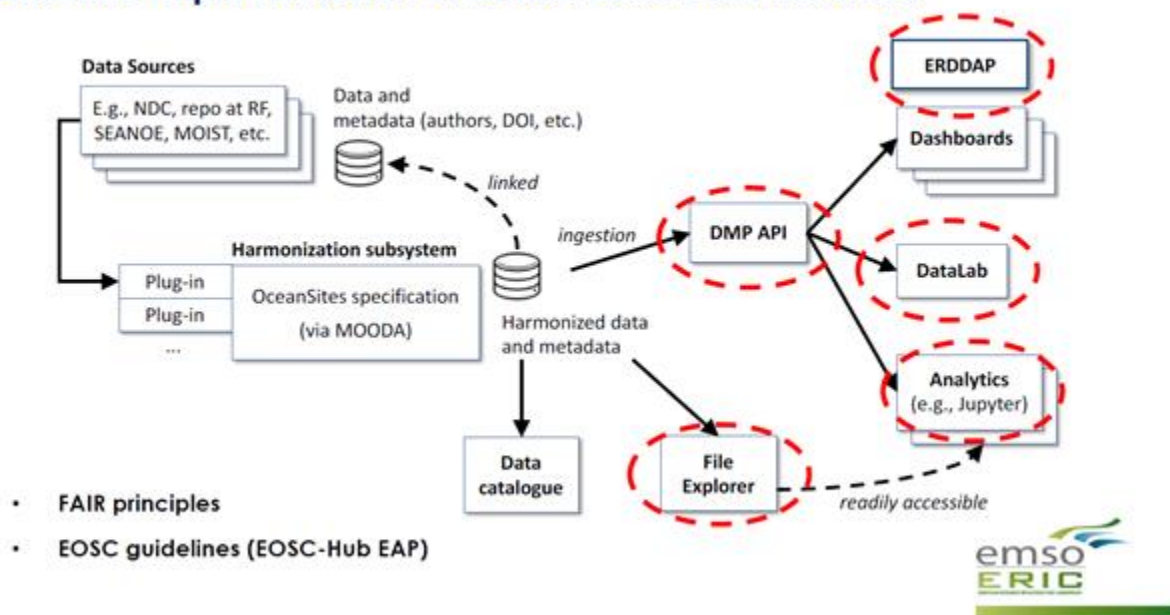 Data Sources
E.g., NDC, repo at RF,
SEANOE, MOIST, etc.
Data and
metadata (authors, DOI, etc.)
linked
Harmonization subsystem
Plug-in
Plug-in
...
OceanSites specification
(via MOODA)
ingestion
Harmonized data
and metadata
DMP API
ERDDAP
Dashboards
DataLab
Analytics
(e.g., Jupyter)
Data
catalogue
File
Explorer
readily accessible
• FAIR principles
• EOSC guidelines (EOSC-Hub EAP)
emso
ERIC